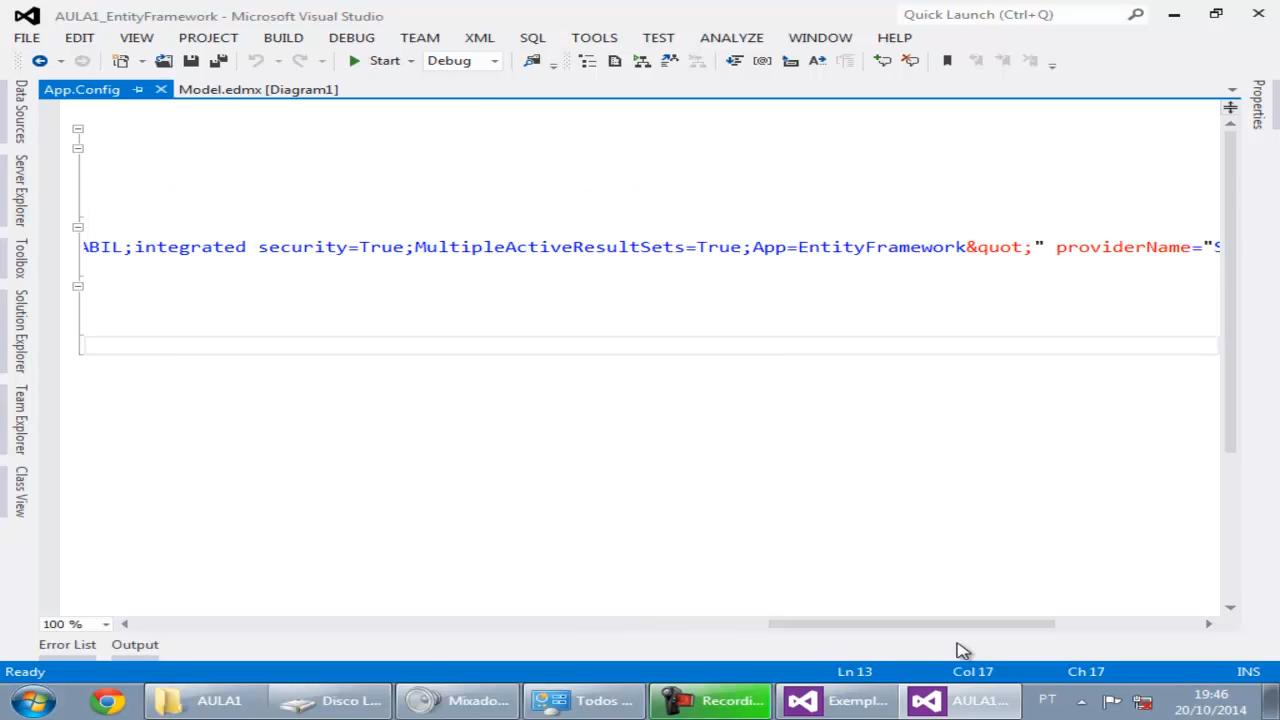 AULA1_EntityFramework - Microsoft Visual Studio
Quick Launch (Ctrl+Q)
FILE EDIT VIEW PROJECT BUILD DEBUG TEAM XML SQL TOOLS TEST ANALYZE WINDOW HELP
Start Debug
App.Config Model.edmx [Diagram1]
Data Sources
Server Explorer
Toolbox
Solution Explorer
Team Explorer
Class View
Properties
ABIL;integrated security=True;MultipleActiveResultSets=True;App=EntityFramework&quot;" providerName="S
100 %
Error List Output
Ready Ln 13 Col 17 Ch 17 INS
AULA1 Disco L... Mixado... Todos ... Recordi... Exempl... AULA1... PT 19:46
20/10/2014